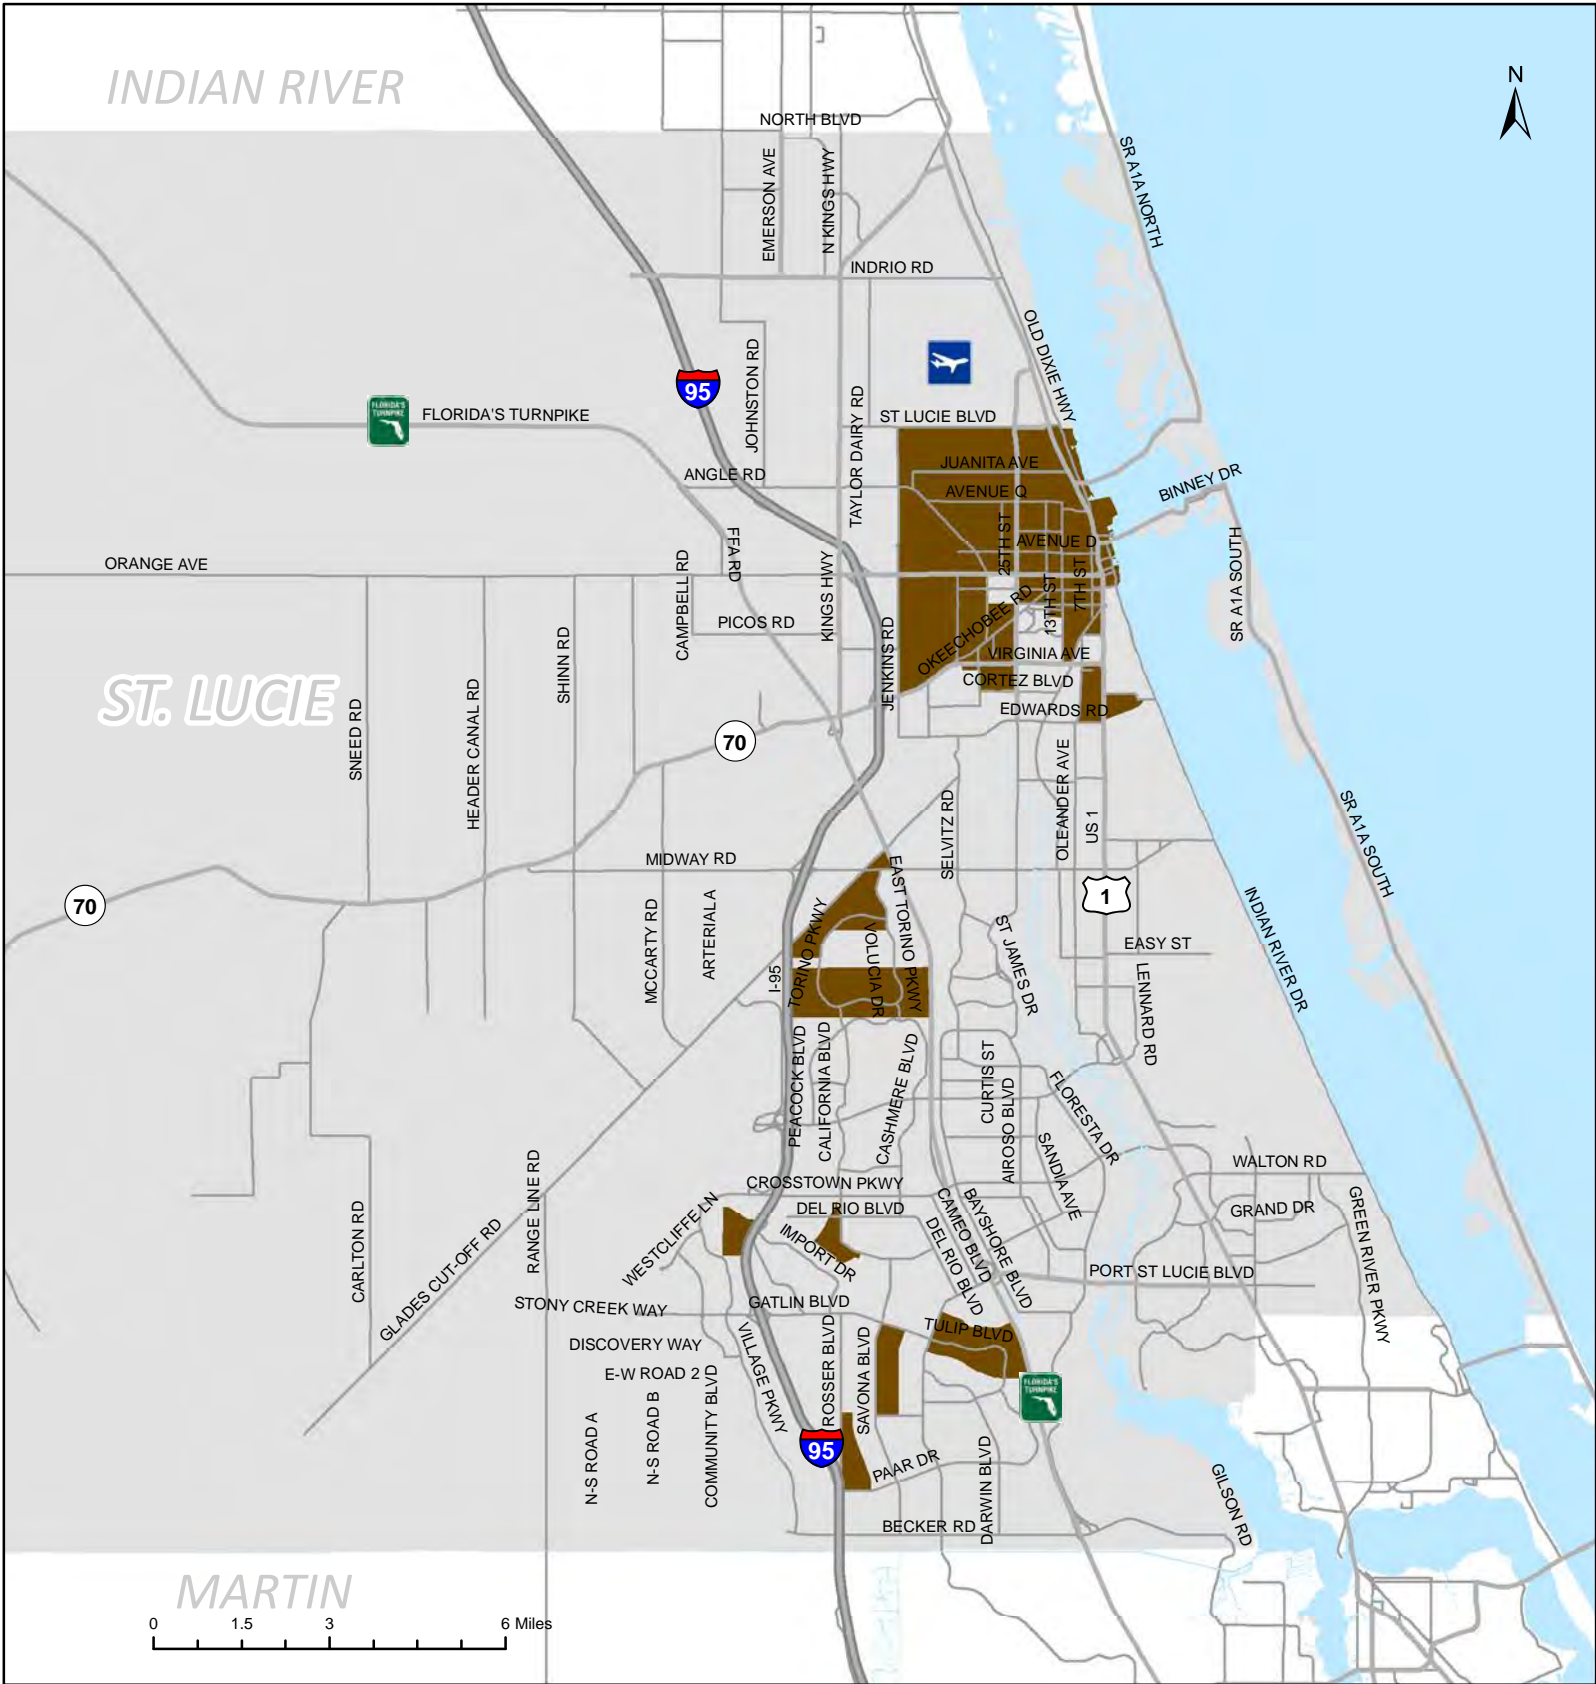 INDIAN RIVER
N
NORTH BLVD
SR A1A NORTH
EMERSON AVE
N KINGS HWY
INDRIO RD
OLD DIXIE HWY
JOHNSTON RD
95
TAYLOR DAIRY RD
FLORIDA'S TURNPIKE
FLORIDA'S TURNPIKE
ST LUCIE BLVD
JUANITA AVE
ANGLE RD
AVENUE Q
BINNEY DR
25TH ST
AVENUE D
FFA RD
ORANGE AVE
CAMPBELL RD
KINGS HWY
7TH ST
13TH ST
SR A1A SOUTH
PICOS RD
OKEECHOBEE RD
SHINN RD
JENKINS RD
VIRGINIA AVE
CORTEZ BLVD
ST. LUCIE
SNEED RD
HEADER CANAL RD
EDWARDS RD
70
OLEANDER AVE
US 1
SELVITZ RD
SR A1A SOUTH
MIDWAY RD
EAST TORINO PKWY
70
1
MCCARTY RD
ARTERIAL A
TORINO PKWY
VOLUCIA DR
ST JAMES DR
INDIAN RIVER DR
EASY ST
I-95
LENNARD RD
PEACOCK BLVD
CALIFORNIA BLVD
CASHMERE BLVD
CURTIS ST
AIROSO BLVD
FLORESTA DR
SANDIA AVE
WALTON RD
RANGE LINE RD
CROSSTOWN PKWY
CARLTON RD
GLADES CUT-OFF RD
WESTCLIFFE LN
DEL RIO BLVD
CAMEO BLVD
BAYSHORE BLVD
GRAND DR
GREEN RIVER PKWY
IMPORT DR
DEL RIO BLVD
PORT ST LUCIE BLVD
STONY CREEK WAY
GATLIN BLVD
TULIP BLVD
DISCOVERY WAY
VILLAGE PKWY
ROSSER BLVD
SAVONA BLVD
E-W ROAD 2
FLORIDA'S TURNPIKE
N-S ROAD A
N-S ROAD B
COMMUNITY BLVD
95
PAAR DR
DARWIN BLVD
GILSON RD
BECKER RD
MARTIN
0 1.5 3 6 Miles